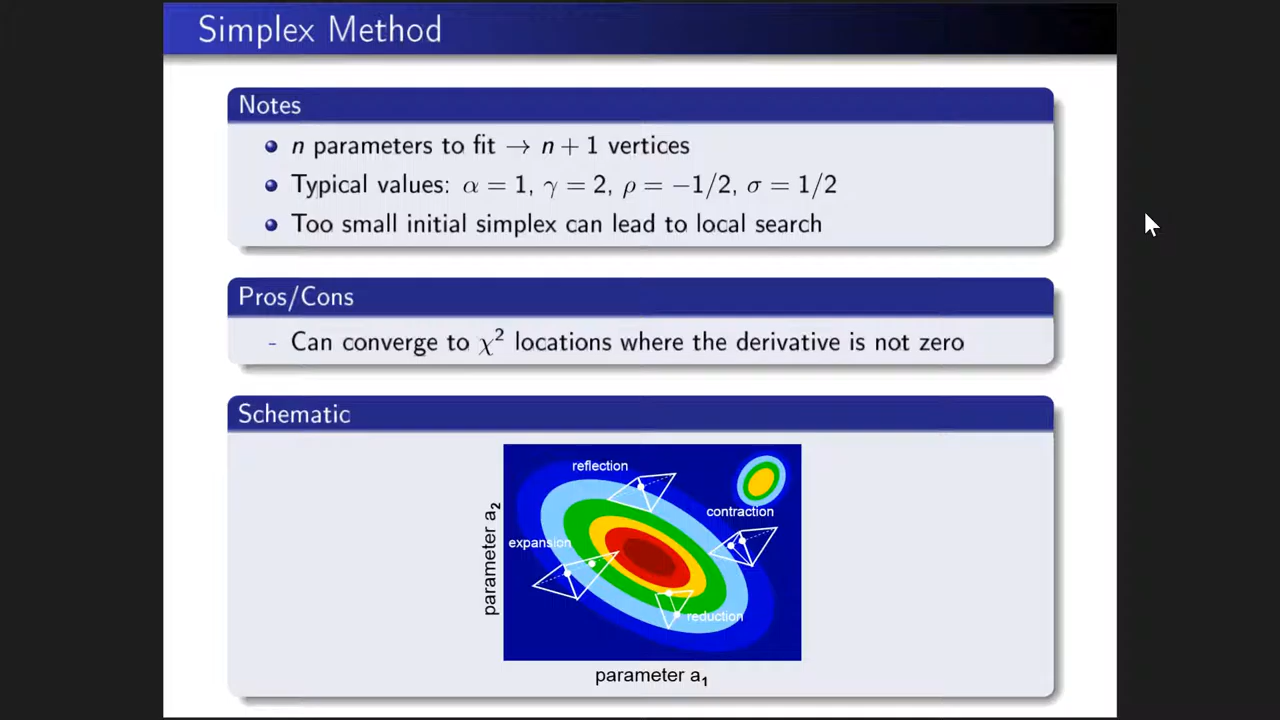 Simplex Method
Notes
n parameters to fit → n + 1 vertices
Typical values: α = 1, γ = 2, ρ = −1/2, σ = 1/2
Too small initial simplex can lead to local search
Pros/Cons
- Can converge to χ² locations where the derivative is not zero
Schematic
reflection
contraction
expansion
reduction
parameter a₂
parameter a₁